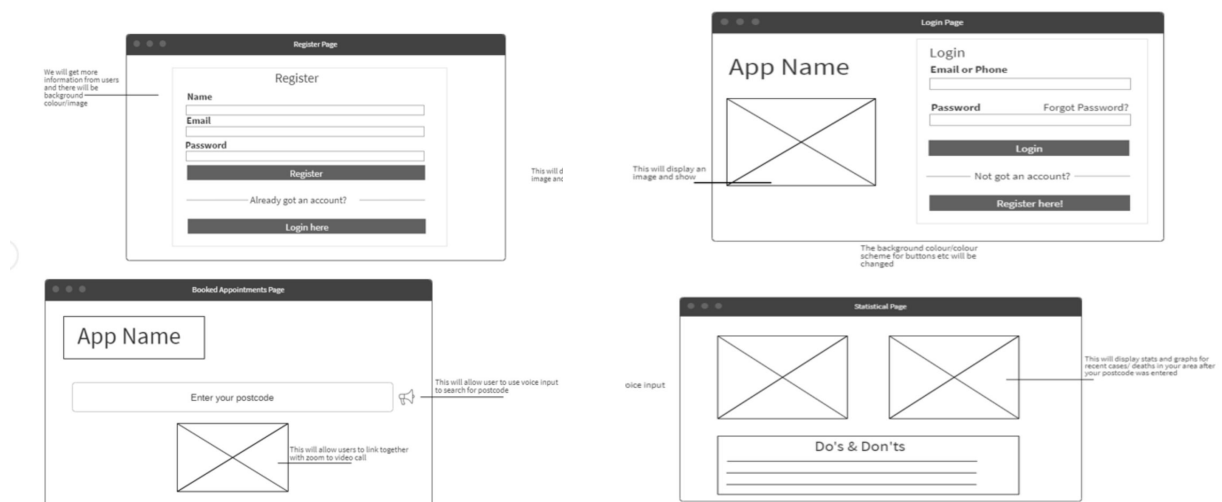 Register Page
We will get more
information from users
and there will be
background
colour/image
Register
Name
Email
Password
Register
Already got an account?
Login here
This will d
image and
Login Page
App Name
This will display an
image and show
Login
Email or Phone
Password Forgot Password?
Login
Not got an account?
Register here!
The background colour/colour
scheme for buttons etc will be
changed
Booked Appointments Page
App Name
Enter your postcode
This will allow user to use voice input
to search for postcode
This will allow users to link together
with zoom to video call
Statistical Page
oice input
This will display stats and graphs for
recent cases/ deaths in your area after
your postcode was entered
Do's & Don'ts